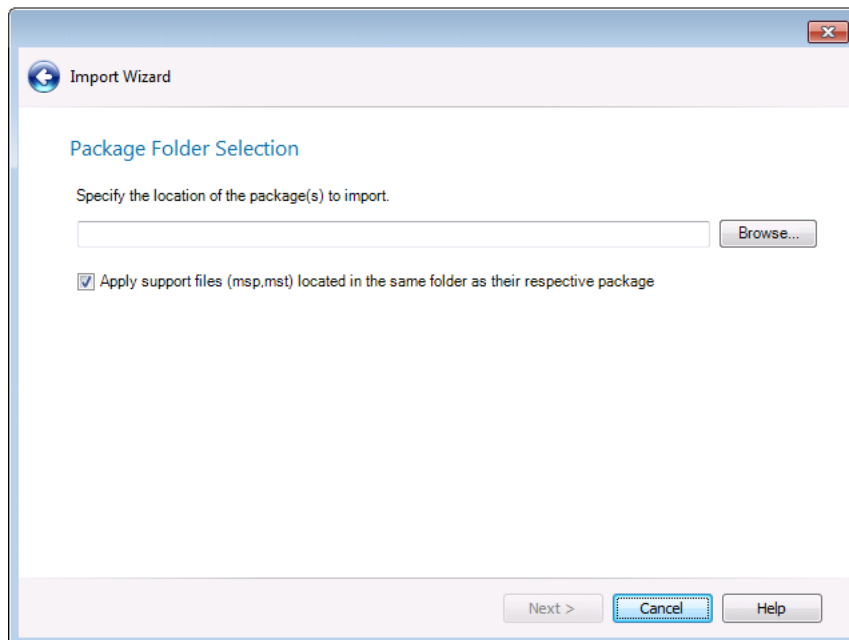 Import Wizard
Package Folder Selection
Specify the location of the package(s) to import.
Browse...
Apply support files (msp,mst) located in the same folder as their respective package
Next > Cancel Help